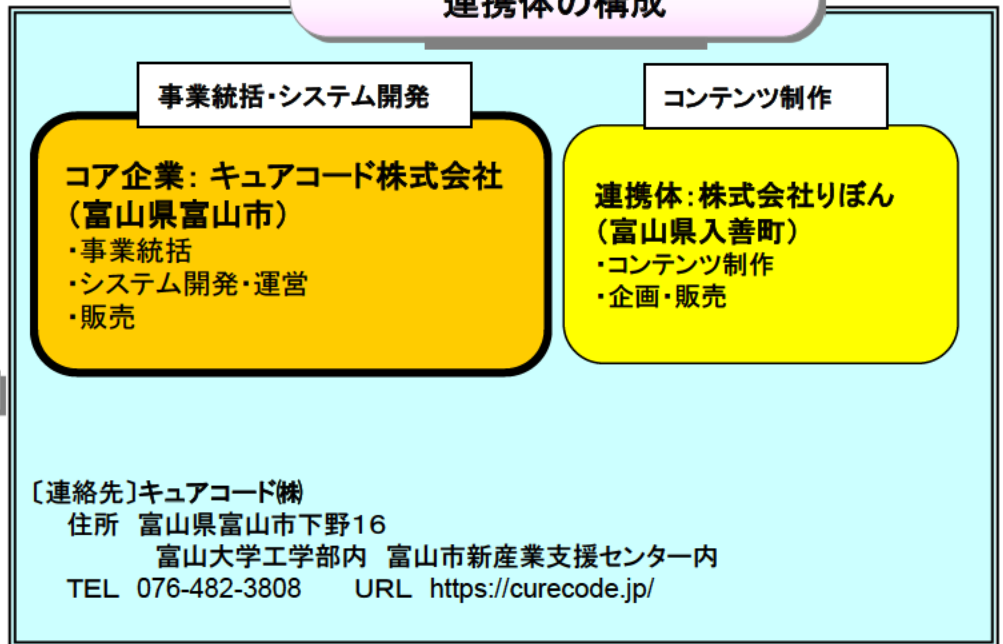 連携体の構成
事業統括・システム開発
コア企業：キュアコード株式会社
（富山県富山市）
・事業統括
・システム開発・運営
・販売
コンテンツ制作
連携体：株式会社りぼん
（富山県入善町）
・コンテンツ制作
・企画・販売
〔連絡先〕キュアコード㈱
住所　富山県富山市下野１６
富山大学工学部内　富山市新産業支援センター内
TEL 076-482-3808　URL https://curecode.jp/